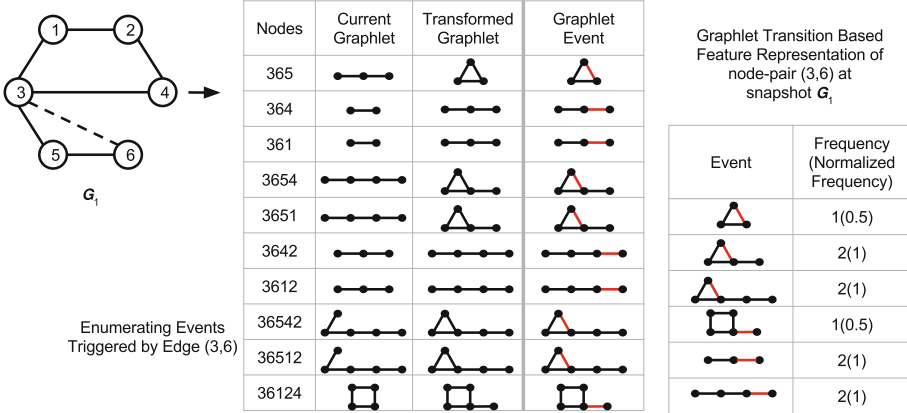 1
2
3
4
5
6
G1
Enumerating Events
Triggered by Edge (3,6)
Nodes
Current
Graphlet
Transformed
Graphlet
Graphlet
Event
365
364
361
3654
3651
3642
3612
36542
36512
36124
Graphlet Transition Based
Feature Representation of
node-pair (3,6) at
snapshot G1
Event
Frequency
(Normalized
Frequency)
1(0.5)
2(1)
2(1)
1(0.5)
2(1)
2(1)